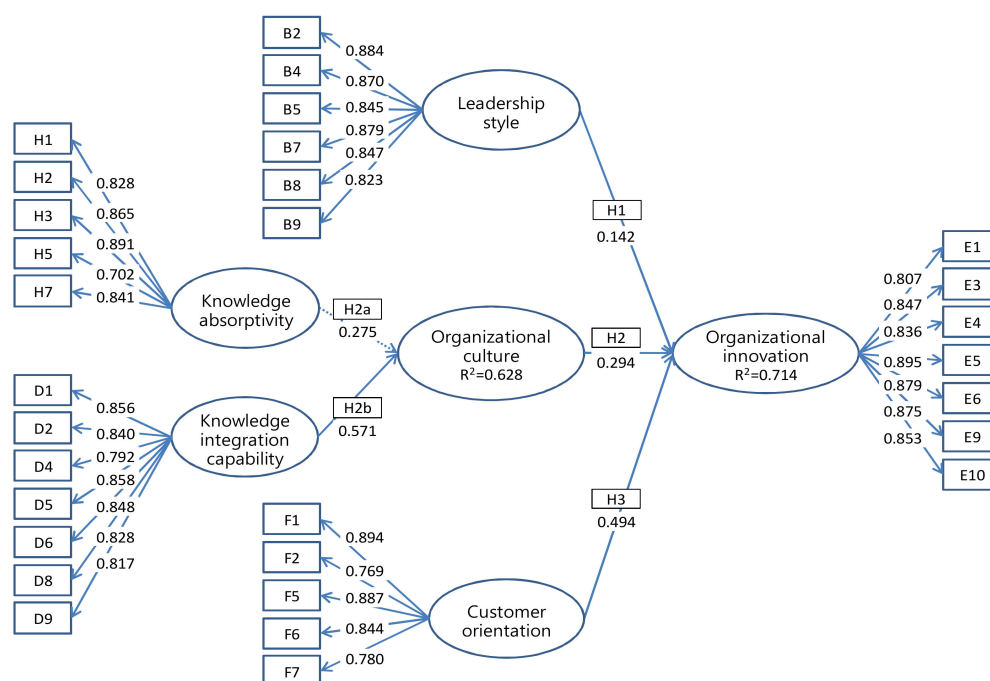 B2
0.884
B4
0.870
B5
0.845
B7
0.879
B8
0.847
B9
0.823
Leadership
style
H1
0.828
H2
0.865
H3
0.891
H5
0.702
H7
0.841
Knowledge
absorptivity
H1
0.142
H2a
0.275
Organizational
culture
R²=0.628
H2
0.294
Organizational
innovation
R²=0.714
E1
0.807
E3
0.847
E4
0.836
E5
0.895
E6
0.879
E9
0.875
E10
0.853
D1
0.856
D2
0.840
D4
0.792
D5
0.858
D6
0.848
D8
0.828
D9
0.817
Knowledge
integration
capability
H2b
0.571
H3
0.494
F1
0.894
F2
0.769
F5
0.887
F6
0.844
F7
0.780
Customer
orientation